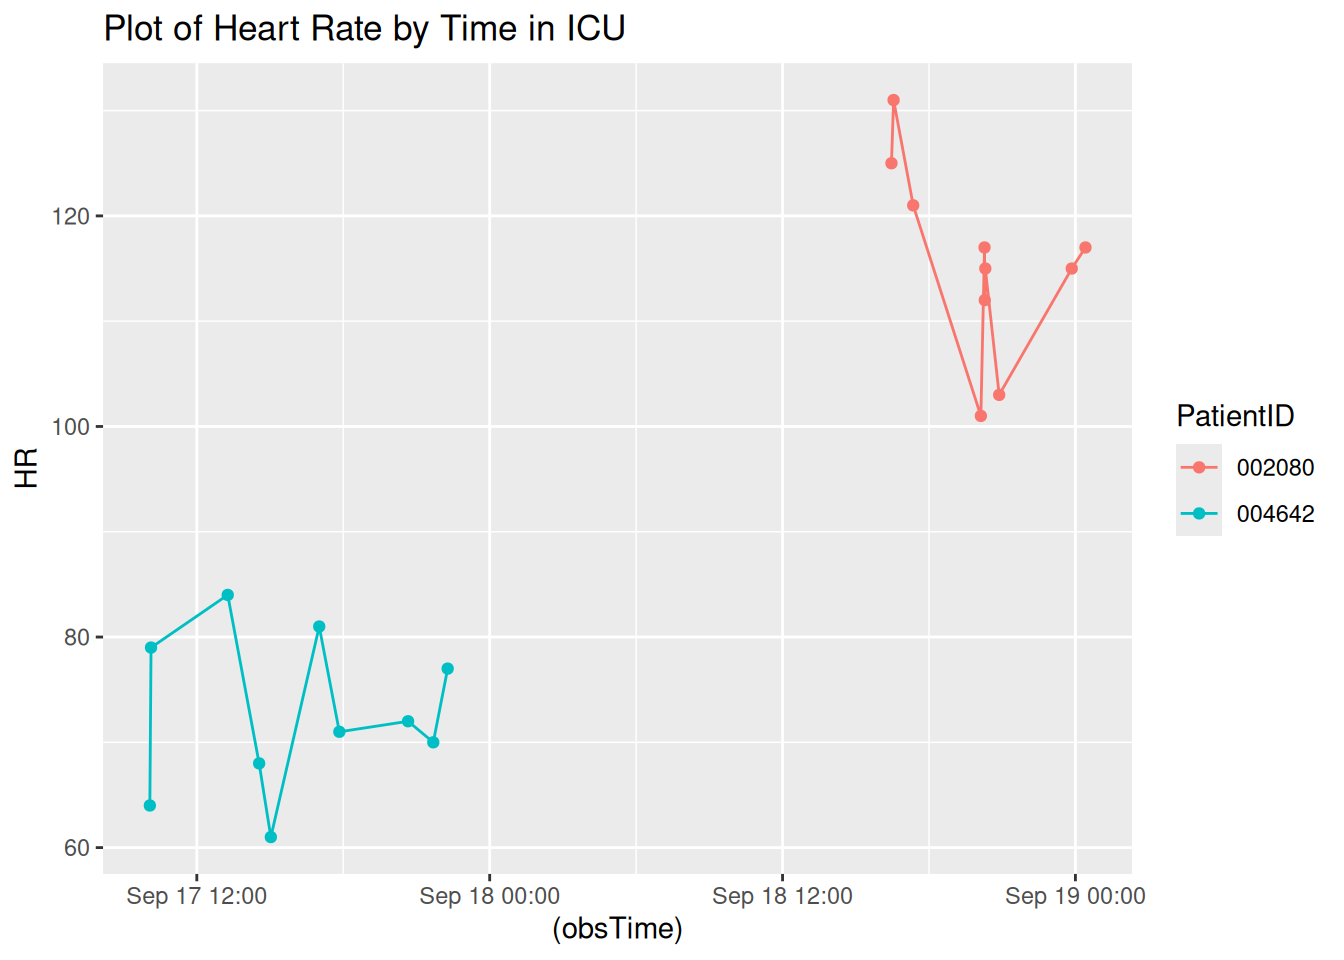 Plot of Heart Rate by Time in ICU
120
100
80
60
HR
Sep 17 12:00
Sep 18 00:00
Sep 18 12:00
Sep 19 00:00
(obsTime)
PatientID
002080
004642